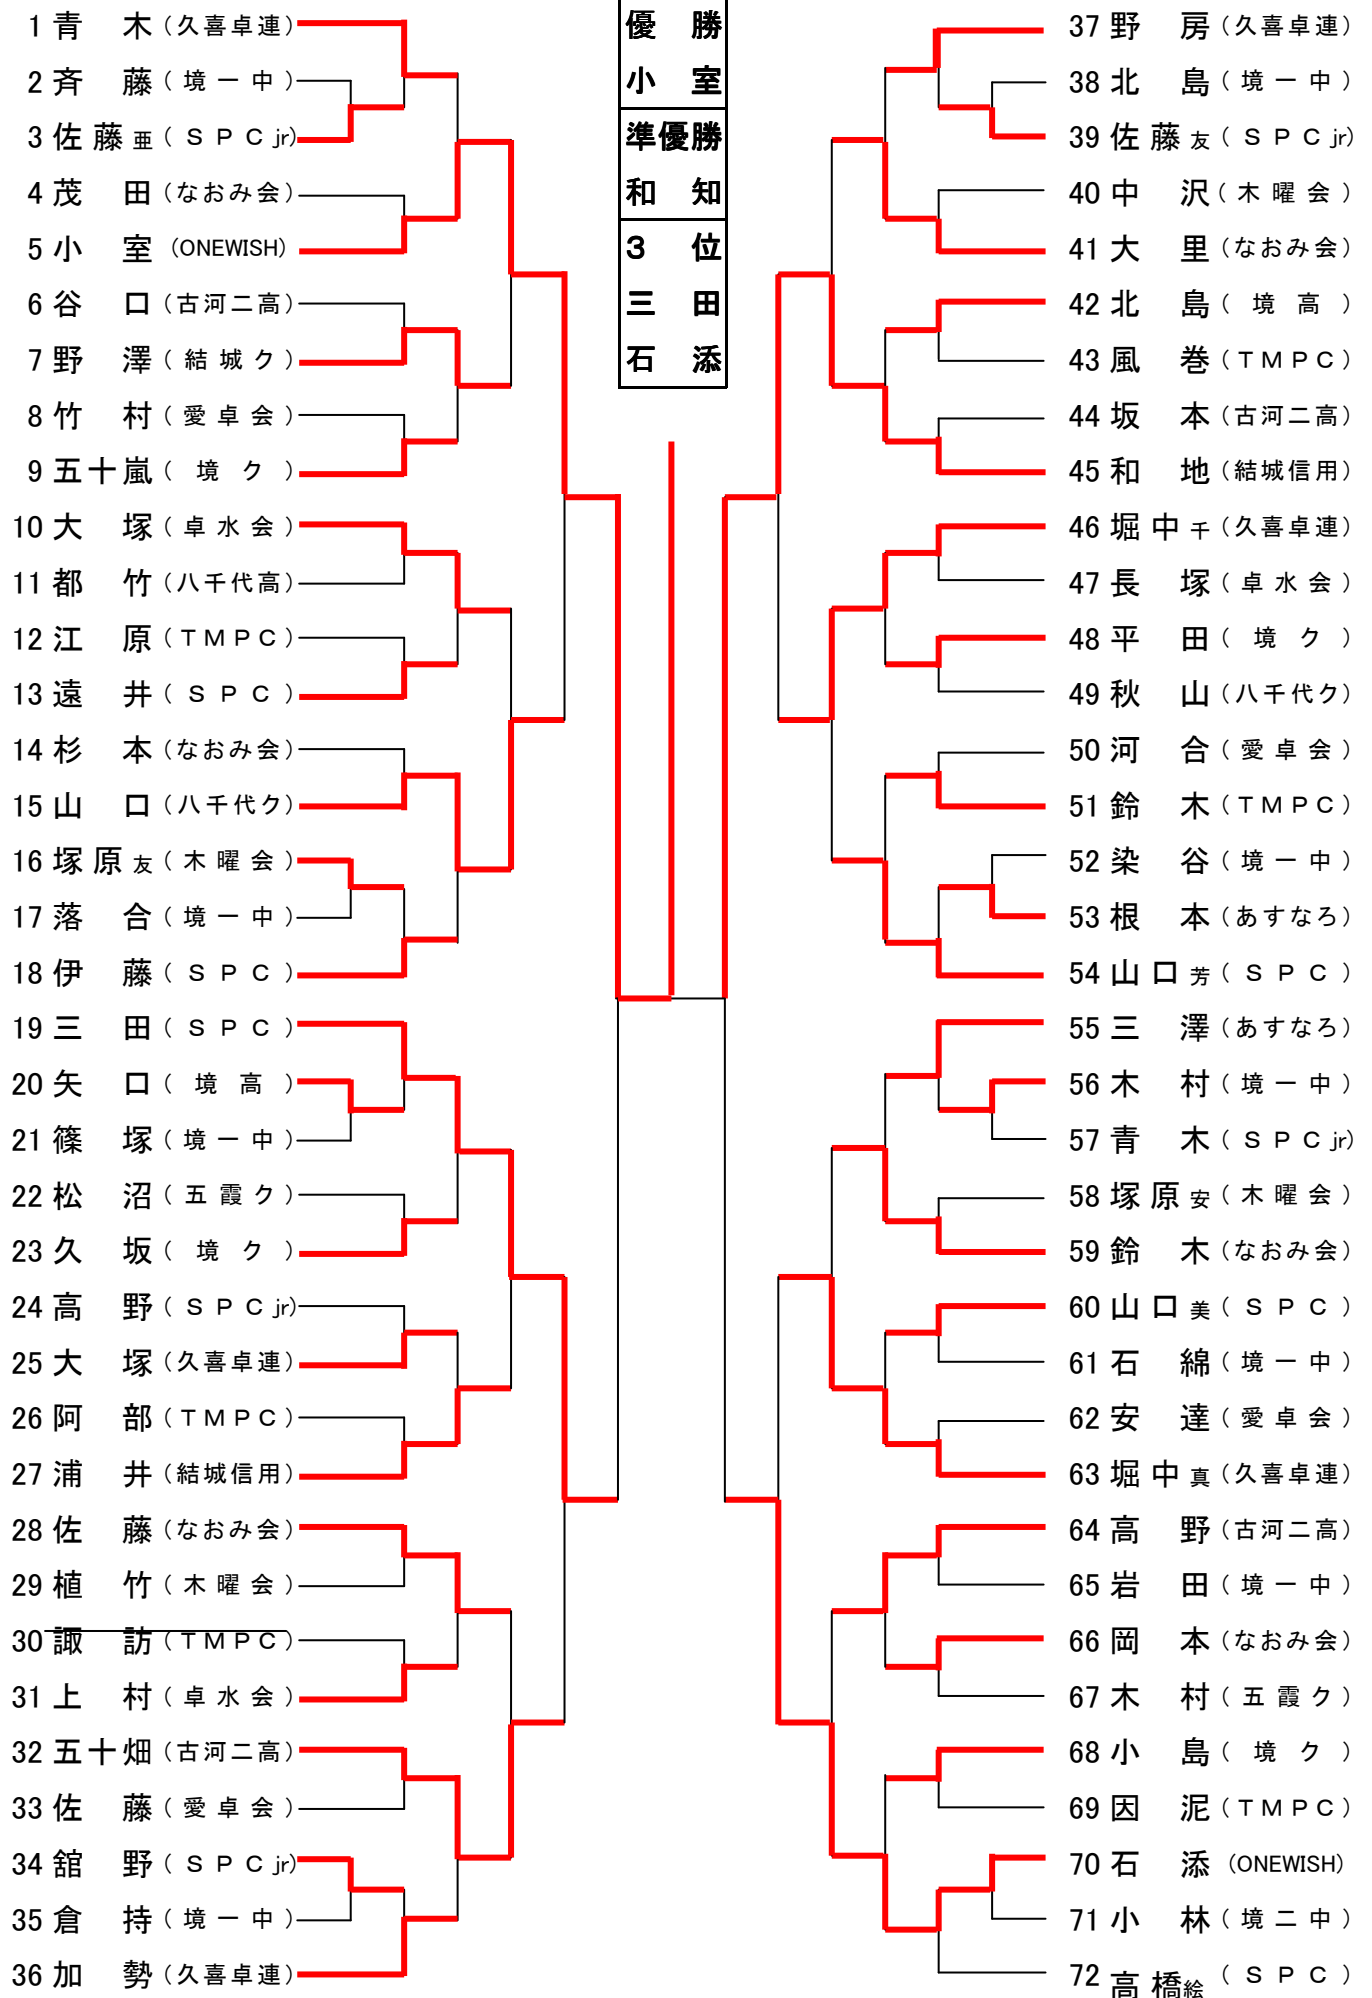 1 青木 (久喜卓連)
2 斉藤 (境一中)
3 佐藤亜 (SPCjr)
4 茂田 (なおみ会)
5 小室 (ONEWISH)
6 谷口 (古河二高)
7 野澤 (結城ク)
8 竹村 (愛卓会)
9 五十嵐 (境ク)
10 大塚 (卓水会)
11 都竹 (八千代高)
12 江原 (TMPC)
13 遠井 (SPC)
14 杉本 (なおみ会)
15 山口 (八千代ク)
16 塚原友 (木曜会)
17 落合 (境一中)
18 伊藤 (SPC)
19 三田 (SPC)
20 矢口 (境高)
21 篠塚 (境一中)
22 松沼 (五霞ク)
23 久坂 (境ク)
24 高野 (SPCjr)
25 大塚 (久喜卓連)
26 阿部 (TMPC)
27 浦井 (結城信用)
28 佐藤 (なおみ会)
29 植竹 (木曜会)
30 諏訪 (TMPC)
31 上村 (卓水会)
32 五十畑 (古河二高)
33 佐藤 (愛卓会)
34 舘野 (SPCjr)
35 倉持 (境一中)
36 加勢 (久喜卓連)
優勝
小室
準優勝
和知
3位
三田
石添
37 野房 (久喜卓連)
38 北島 (境一中)
39 佐藤友 (SPCjr)
40 中沢 (木曜会)
41 大里 (なおみ会)
42 北島 (境高)
43 風巻 (TMPC)
44 坂本 (古河二高)
45 和地 (結城信用)
46 堀中千 (久喜卓連)
47 長塚 (卓水会)
48 平田 (境ク)
49 秋山 (八千代ク)
50 河合 (愛卓会)
51 鈴木 (TMPC)
52 染谷 (境一中)
53 根本 (あすなろ)
54 山口芳 (SPC)
55 三澤 (あすなろ)
56 木村 (境一中)
57 青木 (SPCjr)
58 塚原安 (木曜会)
59 鈴木 (なおみ会)
60 山口美 (SPC)
61 石綿 (境一中)
62 安達 (愛卓会)
63 堀中真 (久喜卓連)
64 高野 (古河二高)
65 岩田 (境一中)
66 岡本 (なおみ会)
67 木村 (五霞ク)
68 小島 (境ク)
69 因泥 (TMPC)
70 石添 (ONEWISH)
71 小林 (境二中)
72 高橋絵 (SPC)